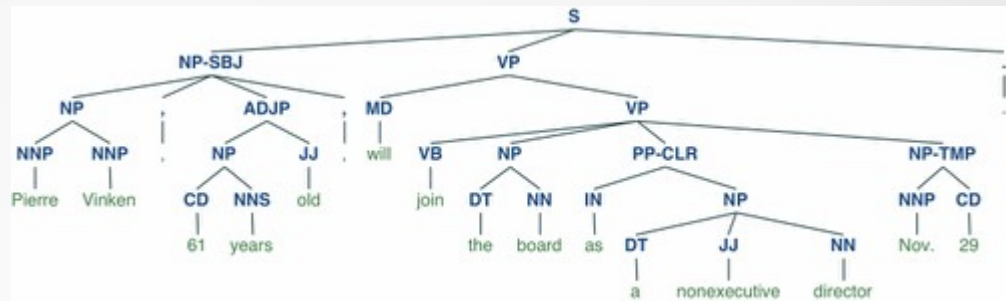 S
NP-SBJ VP .
NP , ADJP , MD VP .
NNP NNP , NP JJ , will VB NP PP-CLR NP-TMP
Pierre Vinken CD NNS old join DT NN IN NP NNP CD
61 years the board as DT JJ NN Nov. 29
a nonexecutive director